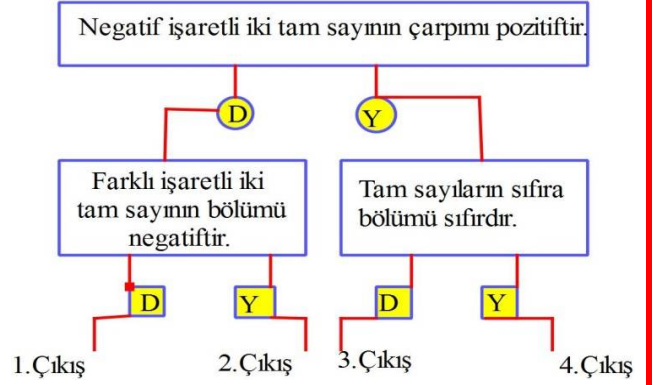 Negatif işaretli iki tam sayının çarpımı pozitiftir.
D
Y
Farklı işaretli iki
tam sayının bölümü
negatiftir.
Tam sayıların sıfıra
bölümü sıfırdır.
D
Y
D
Y
1.Çıkış
2.Çıkış
3.Çıkış
4.Çıkış